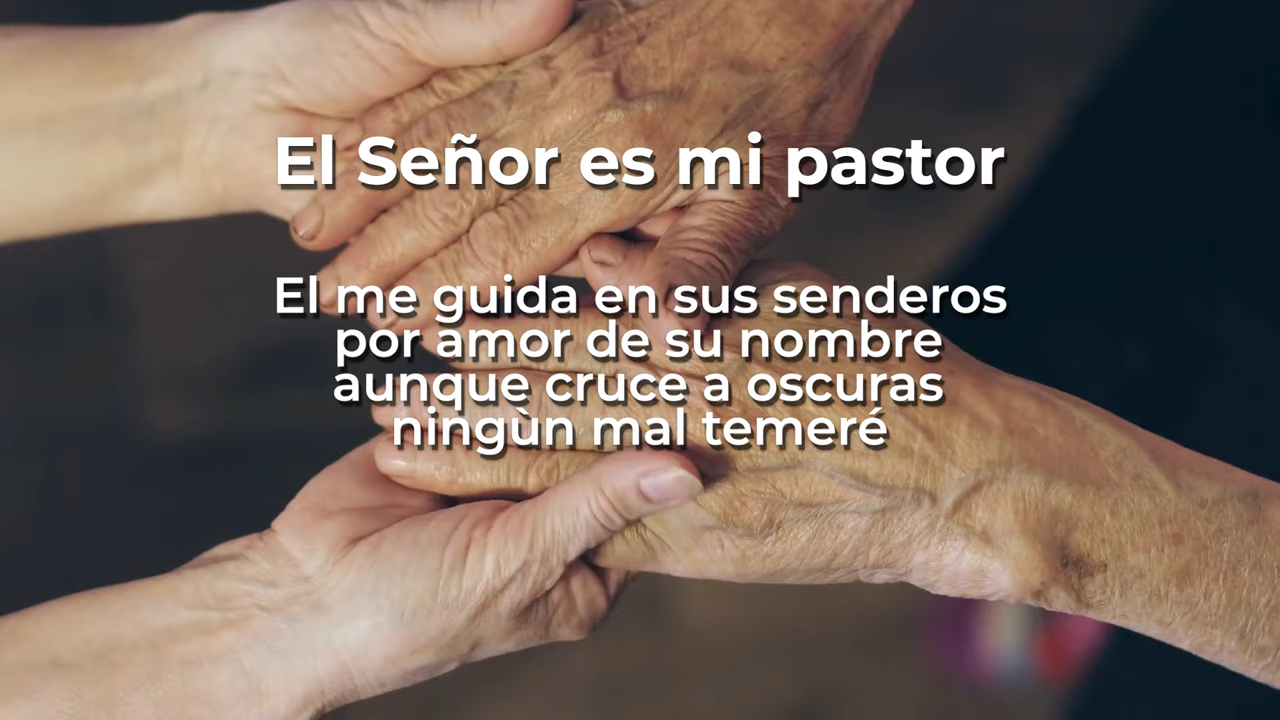 El Señor es mi pastor
El me guida en sus senderos
por amor de su nombre
aunque cruce a oscuras
ningùn mal temeré